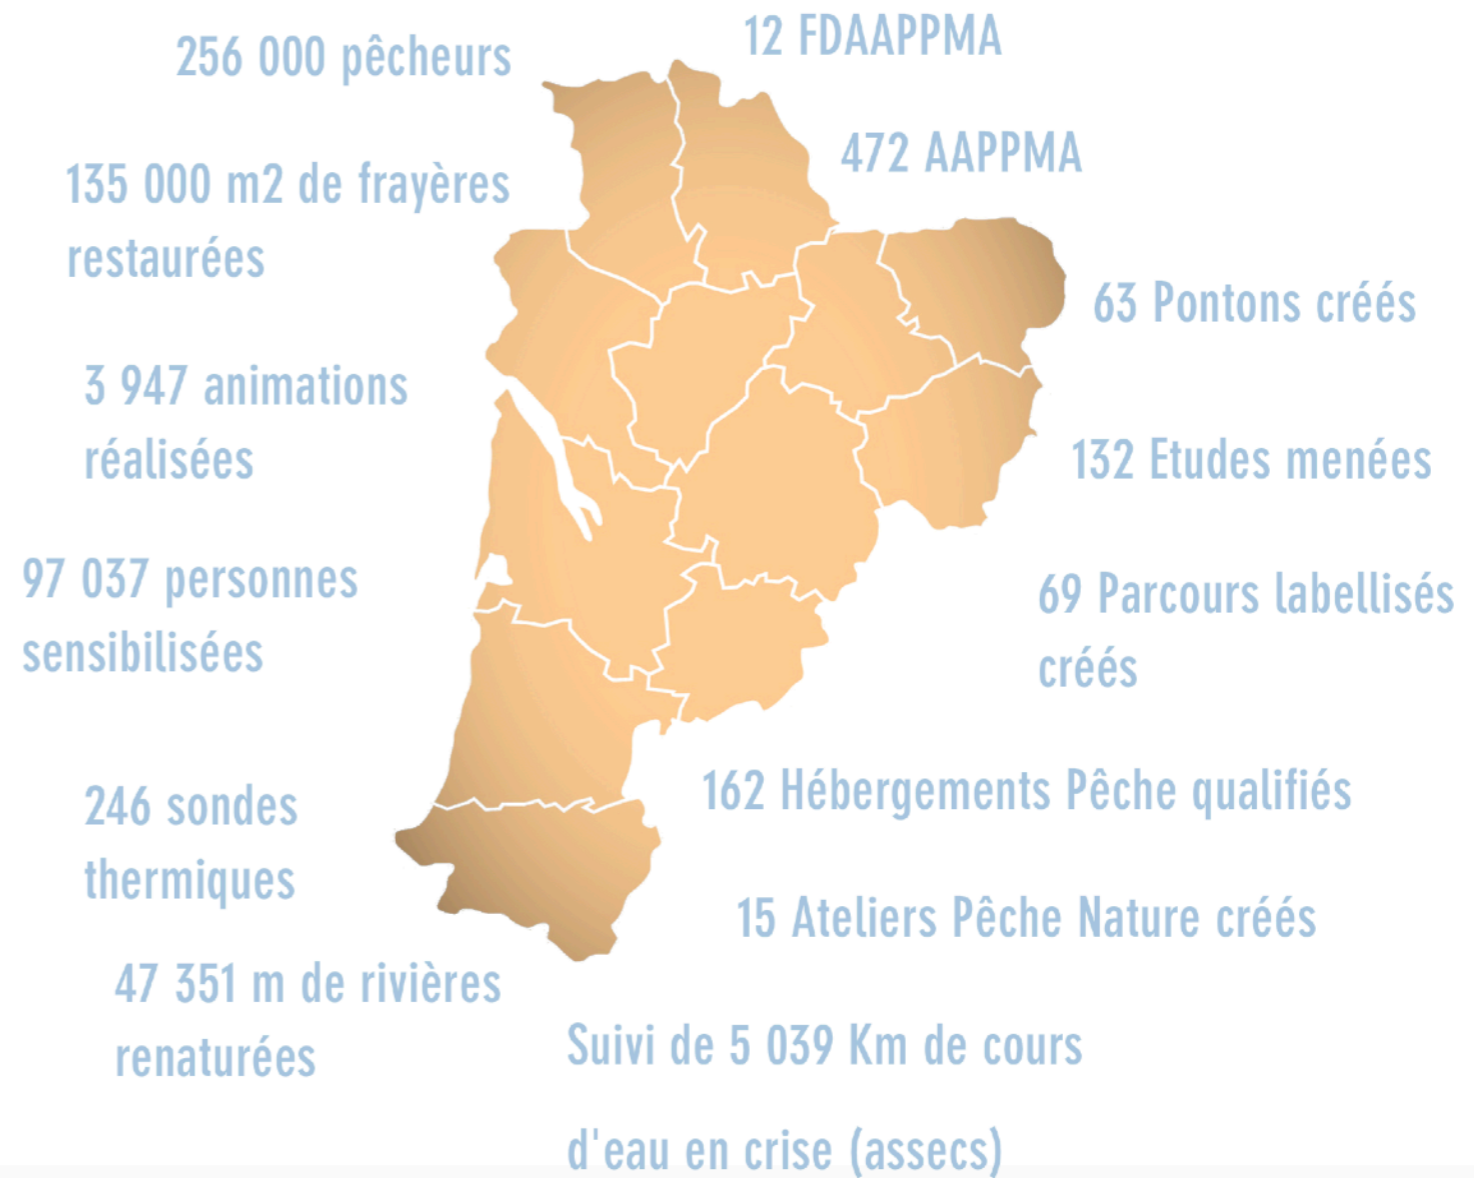 256 000 pêcheurs
12 FDAAPPMA
472 AAPPMA
135 000 m2 de frayères
restaurées
63 Pontons créés
3 947 animations
réalisées
132 Etudes menées
97 037 personnes
sensibilisées
69 Parcours labellisés
créés
246 sondes
thermiques
162 Hébergements Pêche qualifiés
15 Ateliers Pêche Nature créés
47 351 m de rivières
renaturées
Suivi de 5 039 Km de cours
d'eau en crise (assecs)